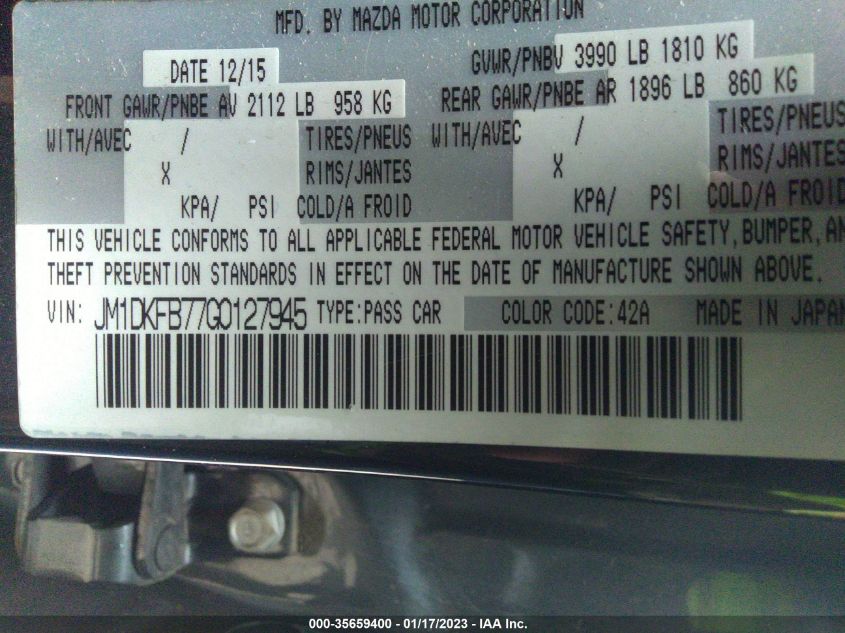 MFD. BY MAZDA MOTOR CORPORATION
DATE 12/15
GVWR/PNBV 3990 LB 1810 KG
FRONT GAWR/PNBE AV 2112 LB 958 KG
REAR GAWR/PNBE AR 1896 LB 860 KG
WITH/AVEC / TIRES/PNEUS WITH/AVEC / TIRES/PNEUS
X RIMS/JANTES X RIMS/JANTES
KPA/ PSI COLD/A FROID KPA/ PSI COLD/A FROID
THIS VEHICLE CONFORMS TO ALL APPLICABLE FEDERAL MOTOR VEHICLE SAFETY, BUMPER, AN
THEFT PREVENTION STANDARDS IN EFFECT ON THE DATE OF MANUFACTURE SHOWN ABOVE.
VIN: JM1DKFB77G0127945 TYPE:PASS CAR COLOR CODE:42A MADE IN JAPAN
000-35659400 - 01/17/2023 - IAA Inc.